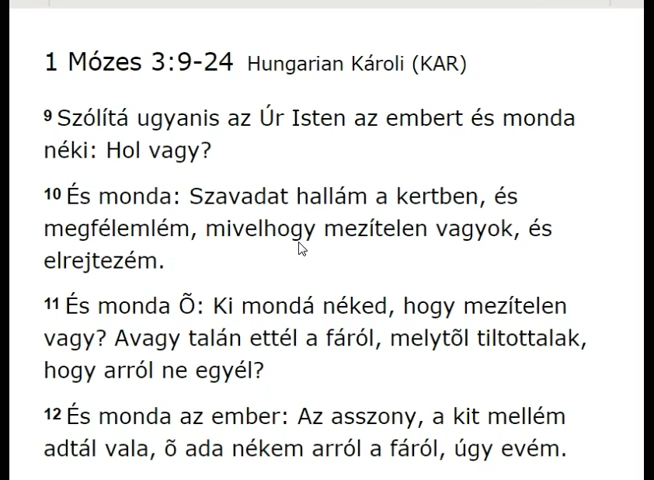 1 Mózes 3:9-24 Hungarian Károli (KAR)
9 Szólítá ugyanis az Úr Isten az embert és monda
néki: Hol vagy?
10 És monda: Szavadat hallám a kertben, és
megfélemlém, mivelhogy mezítelen vagyok, és
elrejtezém.
11 És monda Õ: Ki mondá néked, hogy mezítelen
vagy? Avagy talán ettél a fáról, melytõl tiltottalak,
hogy arról ne egyél?
12 És monda az ember: Az asszony, a kit mellém
adtál vala, õ ada nékem arról a fáról, úgy evém.